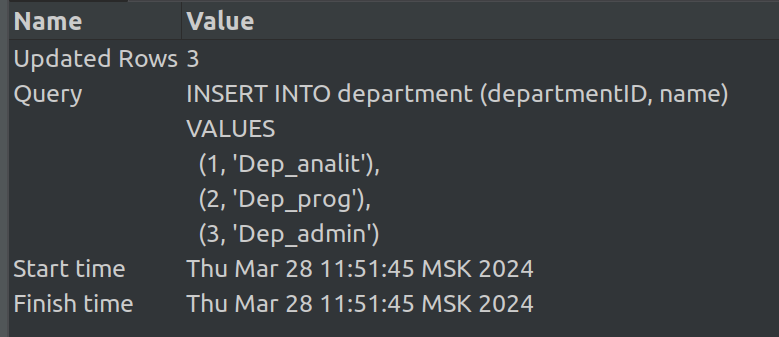 Name Value
Updated Rows 3
Query INSERT INTO department (departmentID, name)
VALUES
(1, 'Dep_analit'),
(2, 'Dep_prog'),
(3, 'Dep_admin')
Start time Thu Mar 28 11:51:45 MSK 2024
Finish time Thu Mar 28 11:51:45 MSK 2024